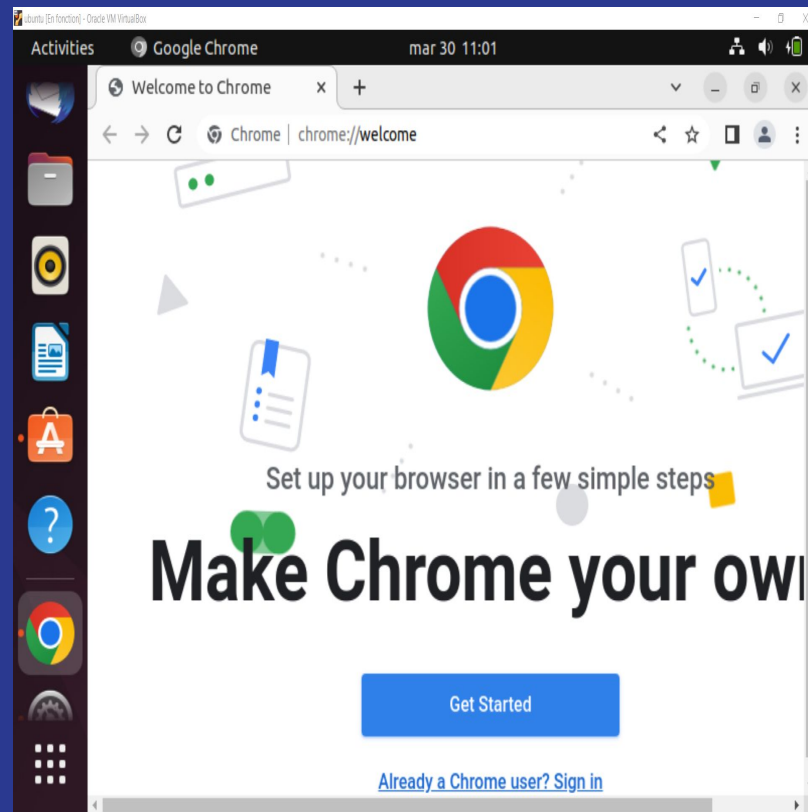 ubuntu [En fonction] - Oracle VM VirtualBox
Activities Google Chrome mar 30 11:01
Welcome to Chrome
Chrome | chrome://welcome
Set up your browser in a few simple steps
Make Chrome your own
Get Started
Already a Chrome user? Sign in